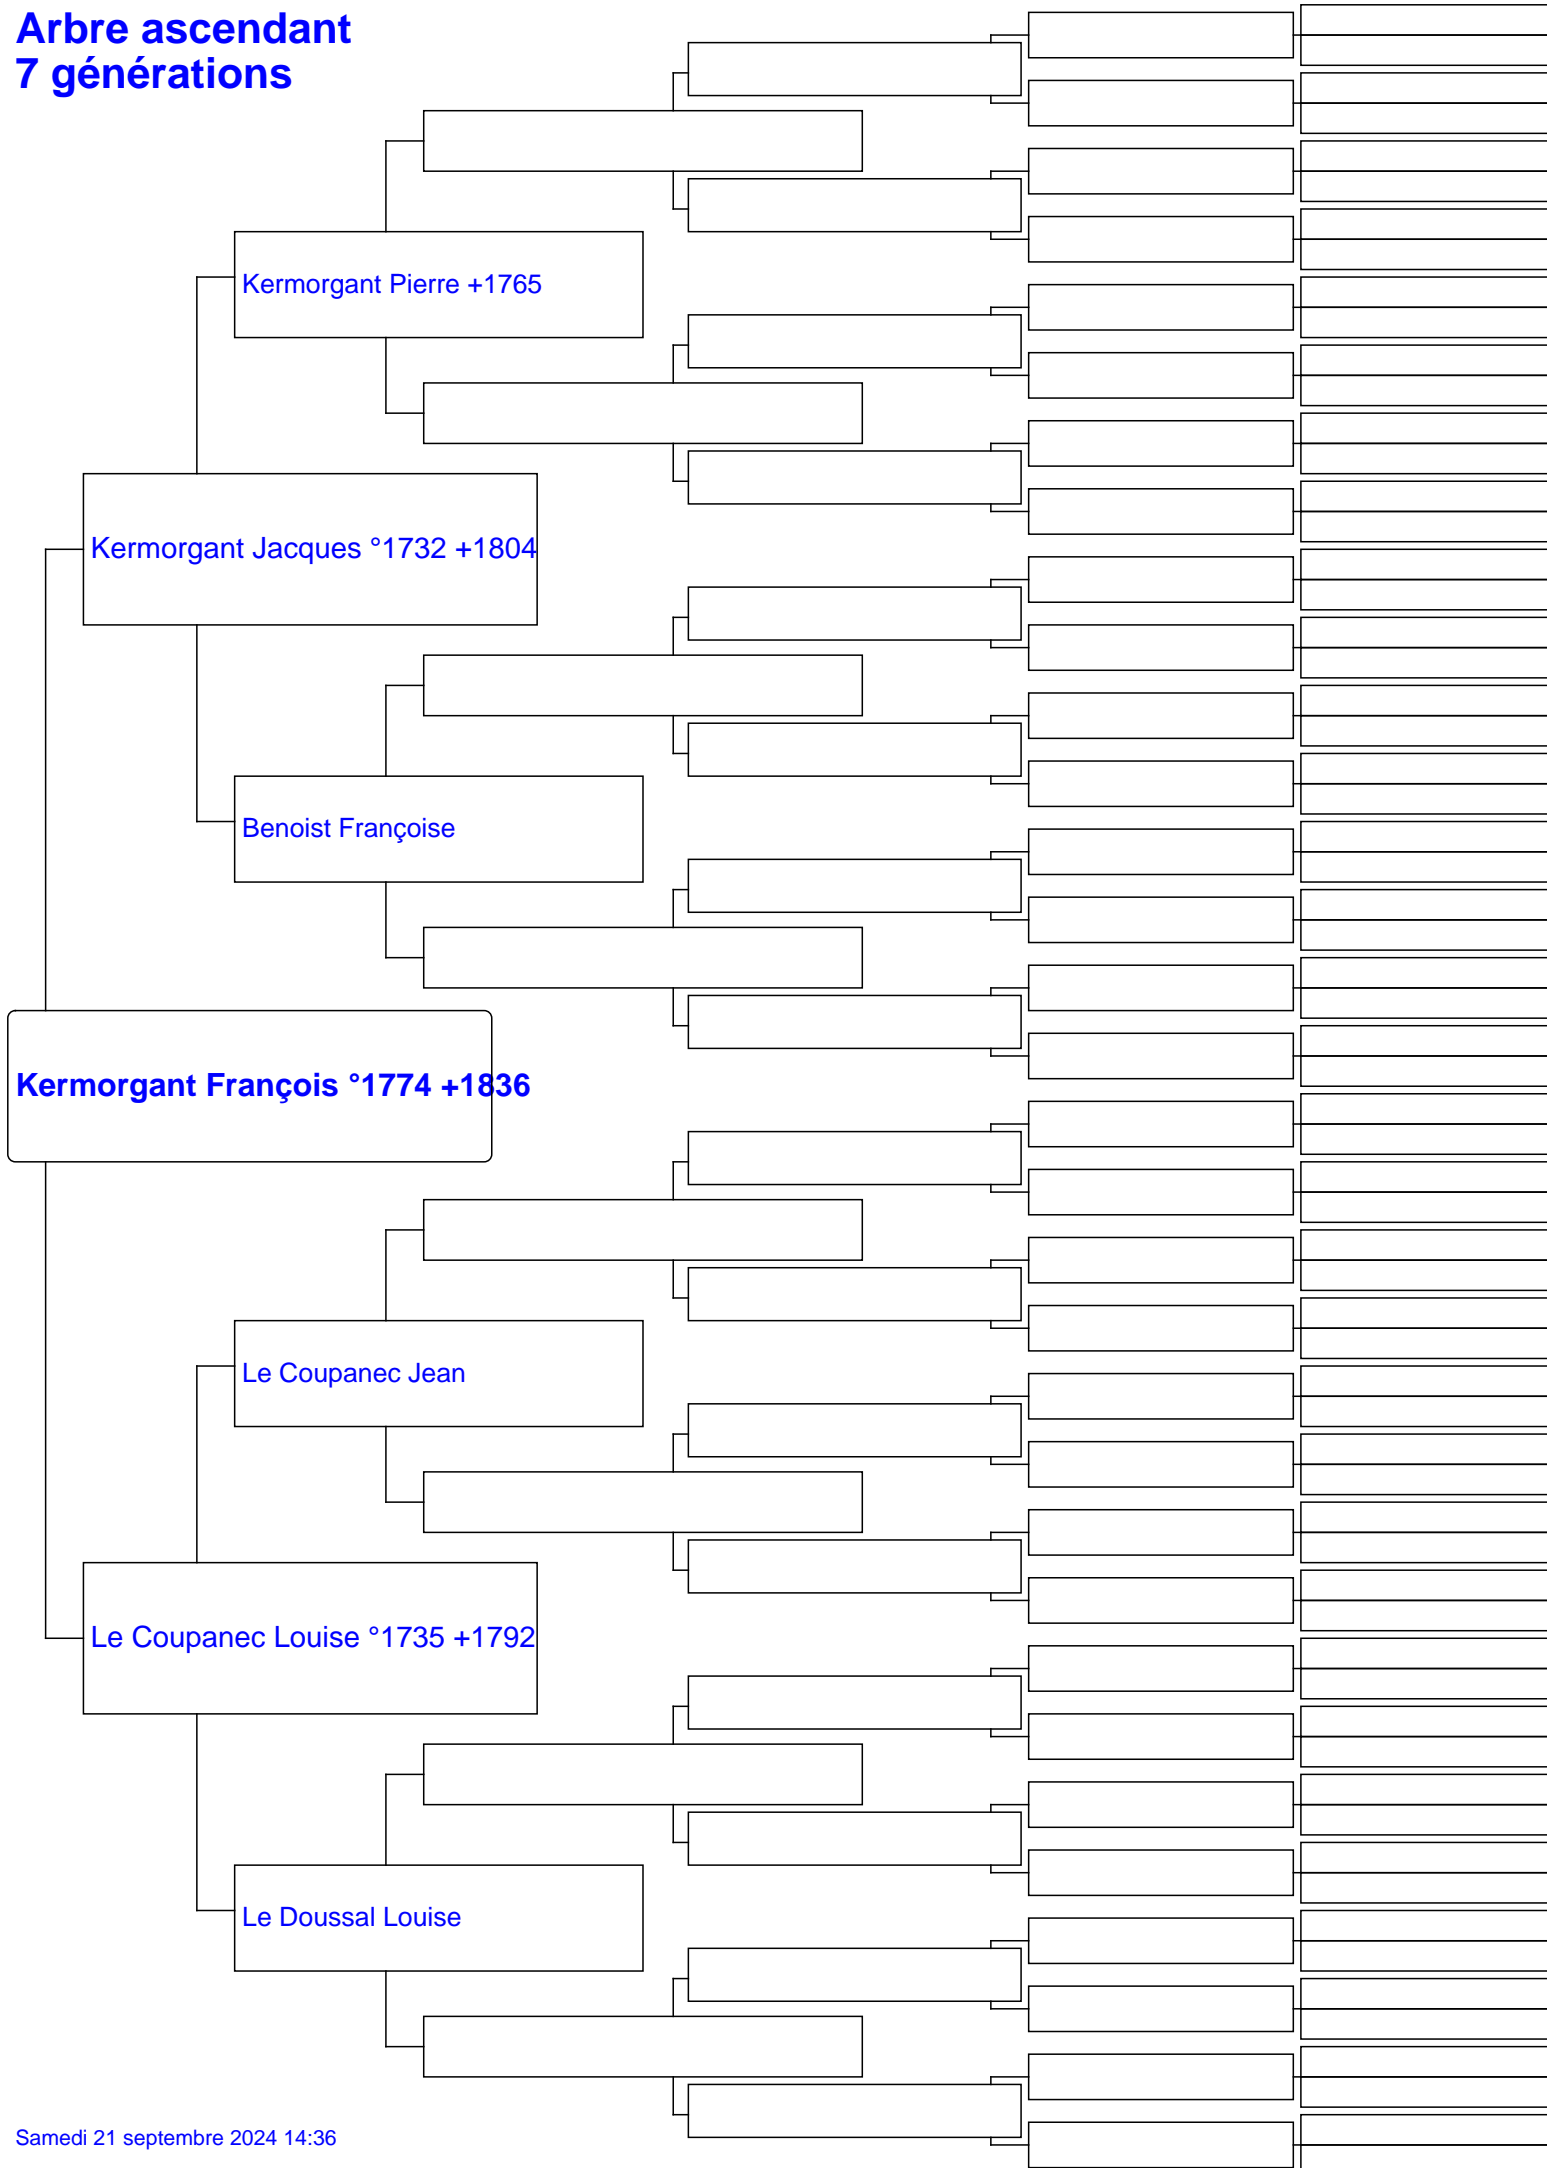 Arbre ascendant
7 générations
Kermorgant Pierre +1765
Kermorgant Jacques °1732 +1804
Benoist Françoise
Kermorgant François °1774 +1836
Le Coupanec Jean
Le Coupanec Louise °1735 +1792
Le Doussal Louise
Samedi 21 septembre 2024 14:36